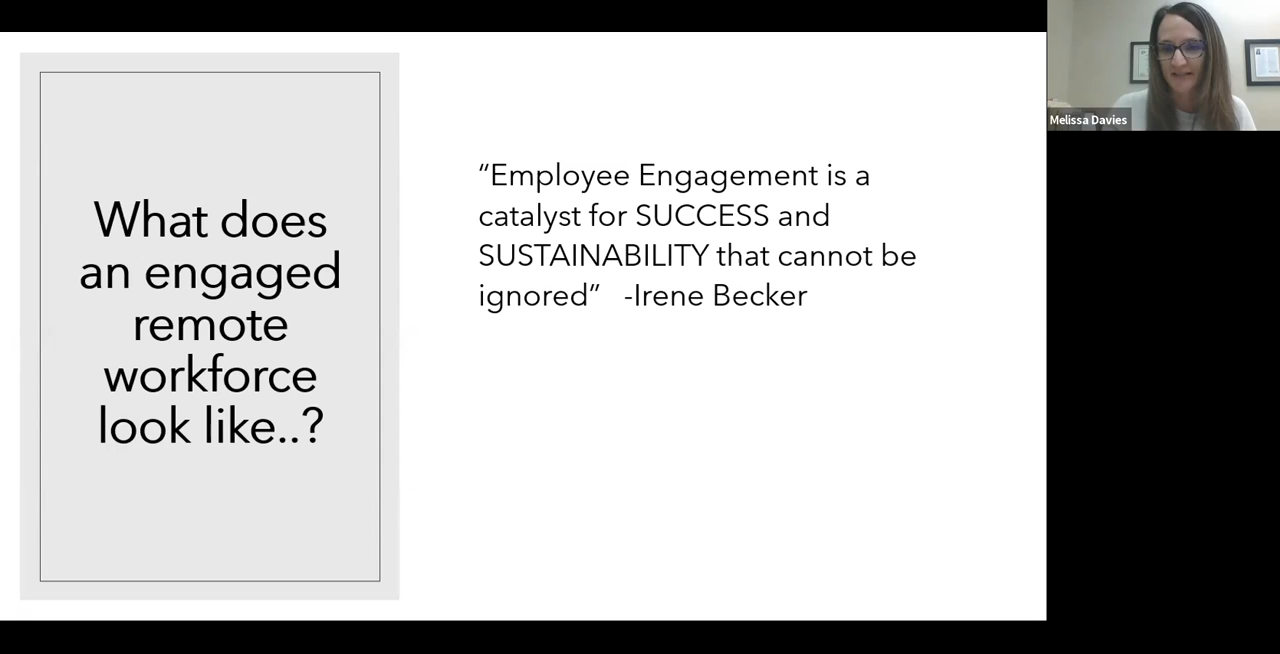 What does
an engaged
remote
workforce
look like..?
“Employee Engagement is a
catalyst for SUCCESS and
SUSTAINABILITY that cannot be
ignored”   -Irene Becker
Melissa Davies